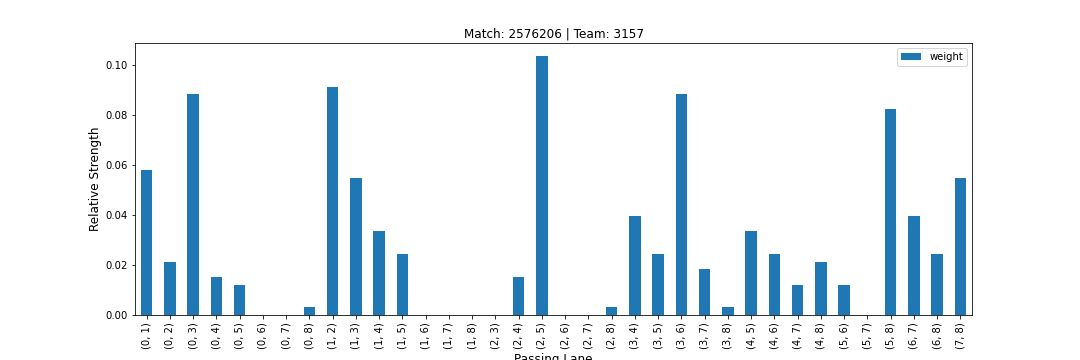 Match: 2576206 | Team: 3157
weight
Relative Strength
0.10
0.08
0.06
0.04
0.02
0.00
(0, 1) (0, 2) (0, 3) (0, 4) (0, 5) (0, 6) (0, 7) (0, 8) (1, 2) (1, 3) (1, 4) (1, 5) (1, 6) (1, 7) (1, 8) (2, 3) (2, 4) (2, 5) (2, 6) (2, 7) (2, 8) (3, 4) (3, 5) (3, 6) (3, 7) (3, 8) (4, 5) (4, 6) (4, 7) (4, 8) (5, 6) (5, 7) (5, 8) (6, 7) (6, 8) (7, 8)
Passing Lane